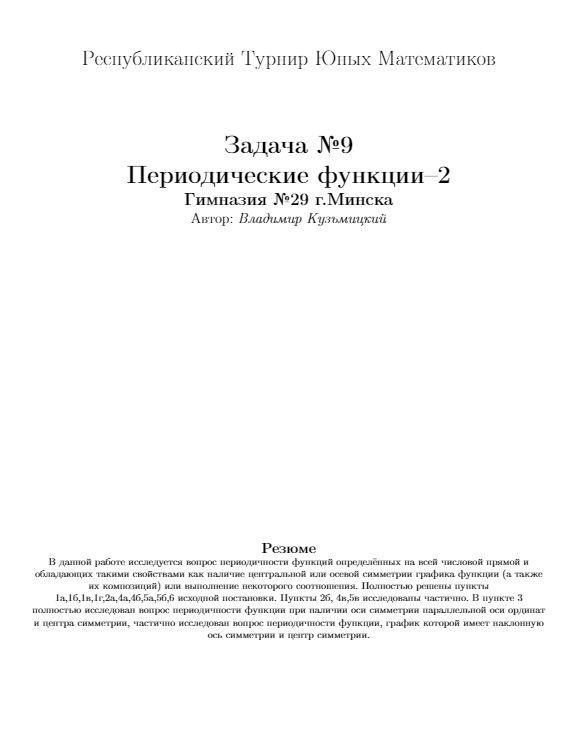 Республиканский Турнир Юных Математиков
Задача №9
Периодические функции–2
Гимназия №29 г.Минска
Автор: Владимир Кузьмицкий
Резюме
В данной работе исследуется вопрос периодичности функций определённых на всей числовой прямой и
обладающих такими свойствами как наличие центральной или осевой симметрии графика функции (а также
их композиций) или выполнение некоторого соотношения. Полностью решены пункты
1а,1б,1в,1г,2а,4а,4б,5а,5б,6 исходной постановки. Пункты 2б, 4в,5в исследованы частично. В пункте 3
полностью исследован вопрос периодичности функции при наличии оси симметрии параллельной оси ординат
и центра симметрии, частично исследован вопрос периодичности функции, график которой имеет наклонную
ось симметрии и центр симметрии.